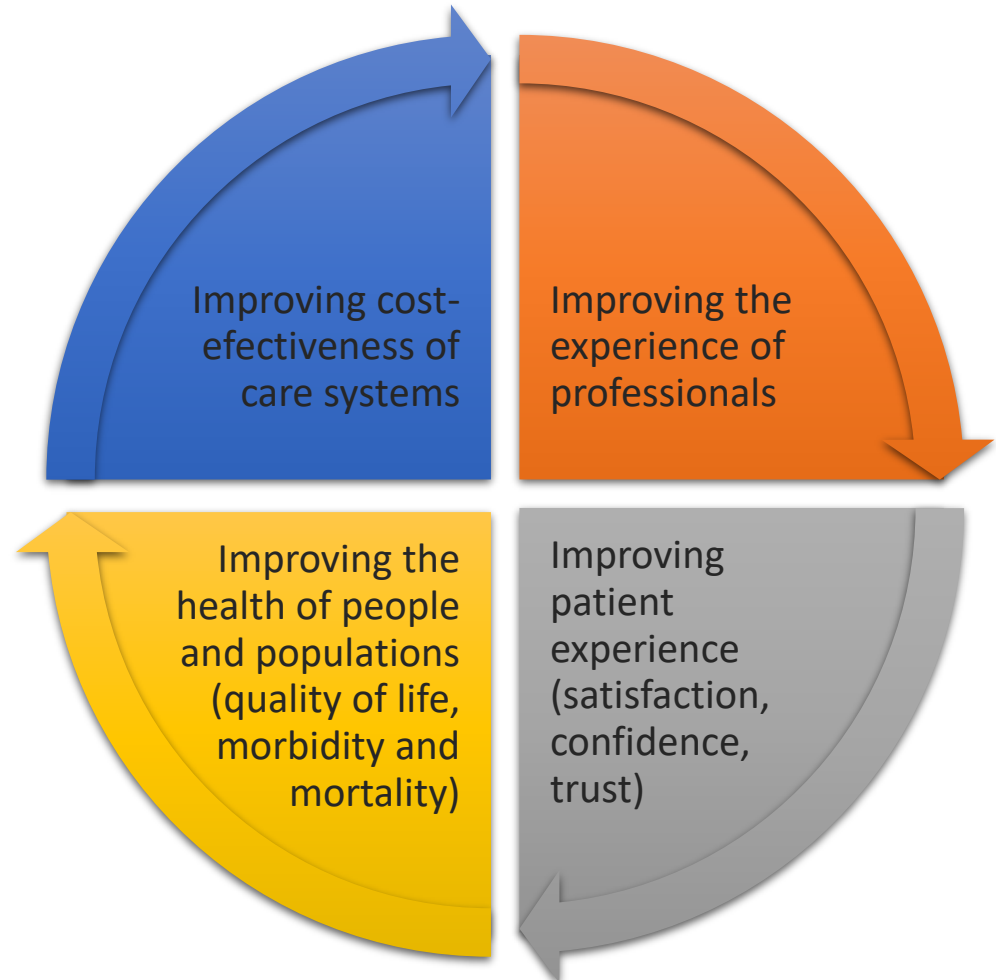 Improving cost-
efectiveness of
care systems
Improving the
experience of
professionals
Improving the
health of people
and populations
(quality of life,
morbidity and
mortality)
Improving
patient
experience
(satisfaction,
confidence,
trust)